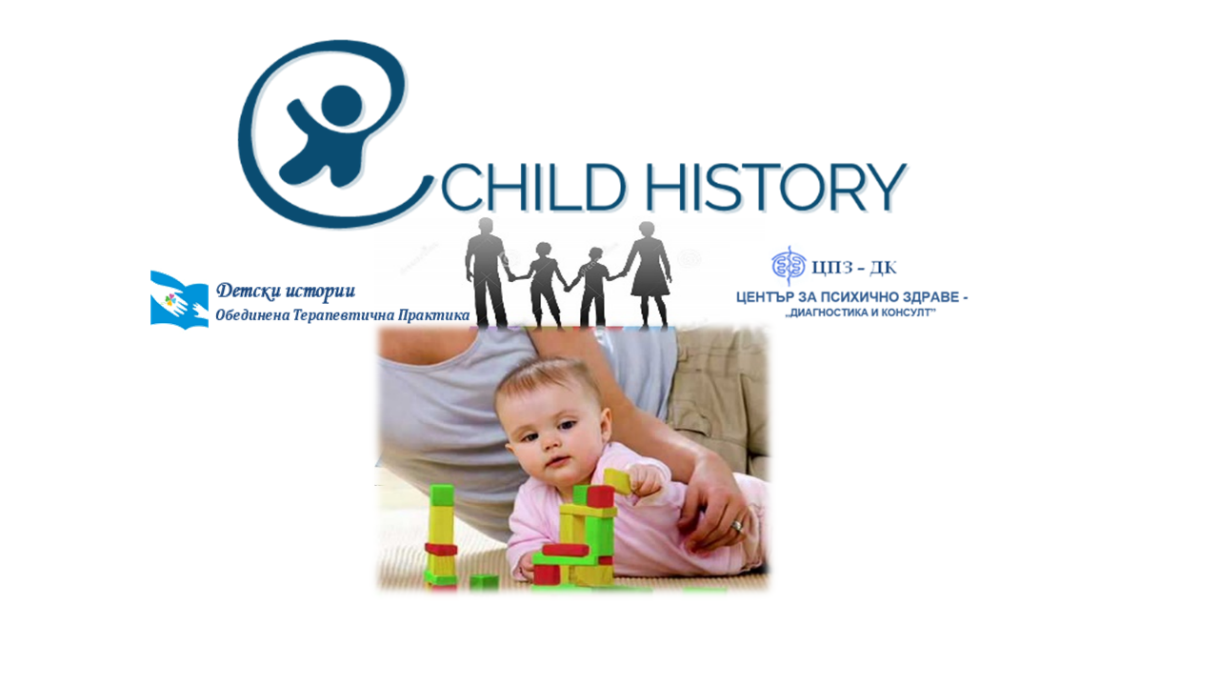 CHILD HISTORY
Детски истории
Обединена Терапевтична Практика
ЦПЗ - ДК
ЦЕНТЪР ЗА ПСИХИЧНО ЗДРАВЕ -
„ДИАГНОСТИКА И КОНСУЛТ"